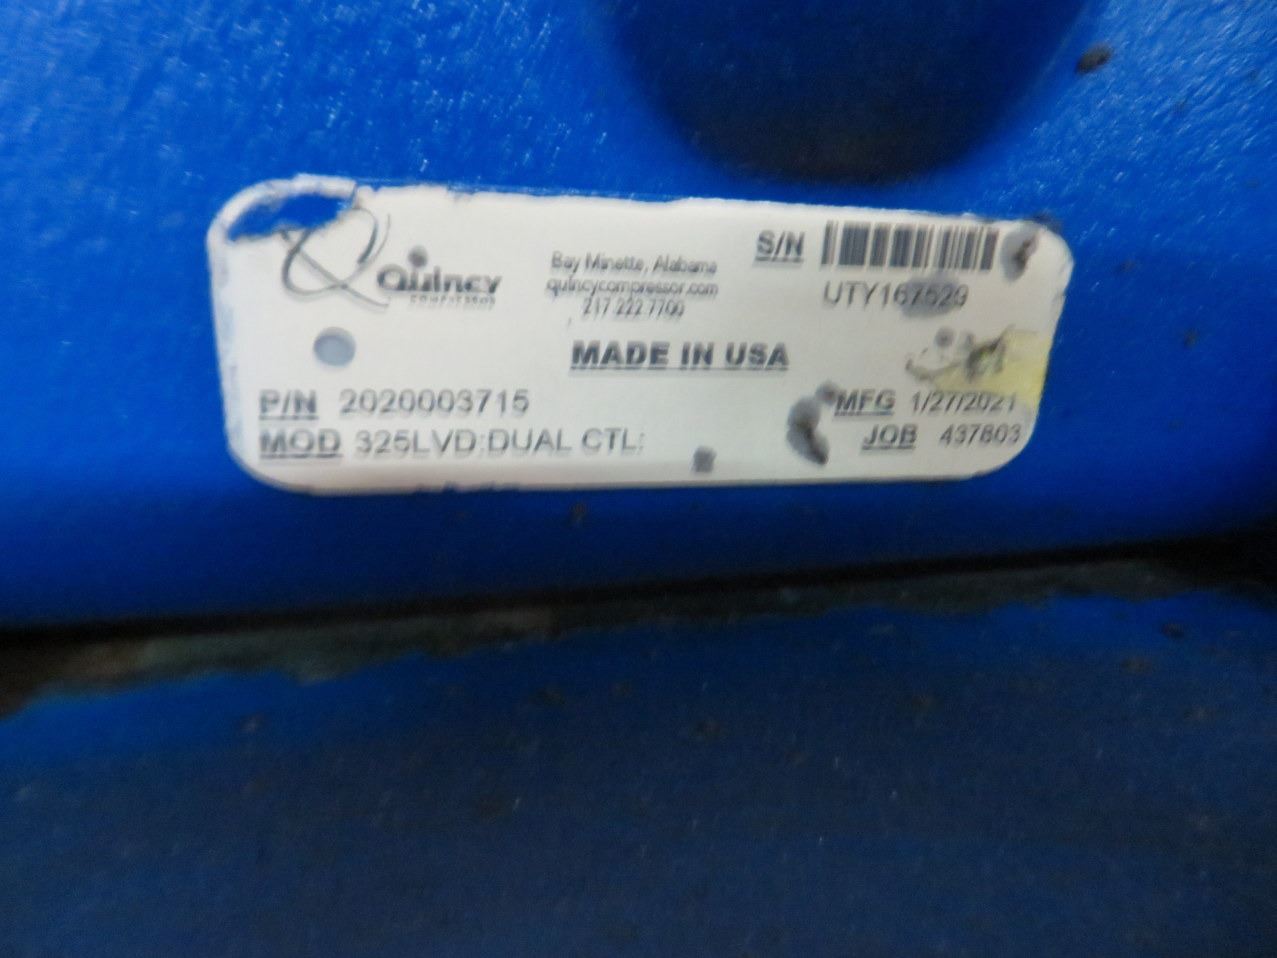 Quincy
COMPRESSOR
Bay Minette, Alabama
quincycompressor.com
217.222.7700
MADE IN USA
S/N
UTY167529
P/N 2020003715
MOD 325LVD;DUAL CTL;
MFG 1/27/2021
JOB 437803